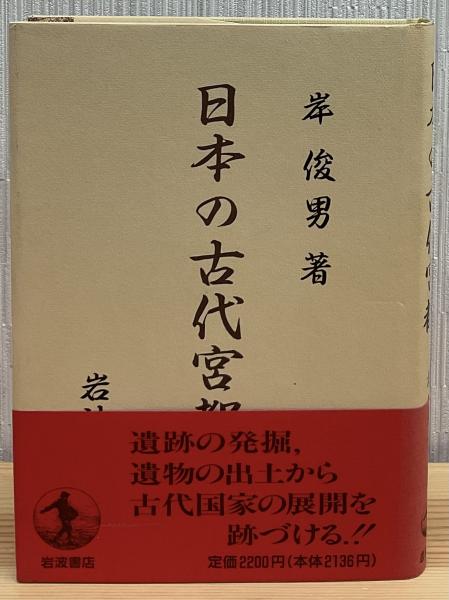 岸俊男著
日本の古代宮都
岩波
遺跡の発掘,
遺物の出土から
古代国家の展開を
跡づける.!!
定価2200円(本体2136円)
岩波書店